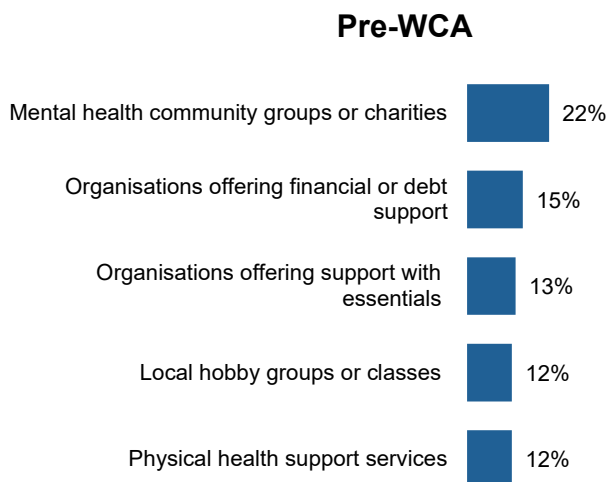 Pre-WCA
Mental health community groups or charities 22%
Organisations offering financial or debt
support 15%
Organisations offering support with
essentials 13%
Local hobby groups or classes 12%
Physical health support services 12%